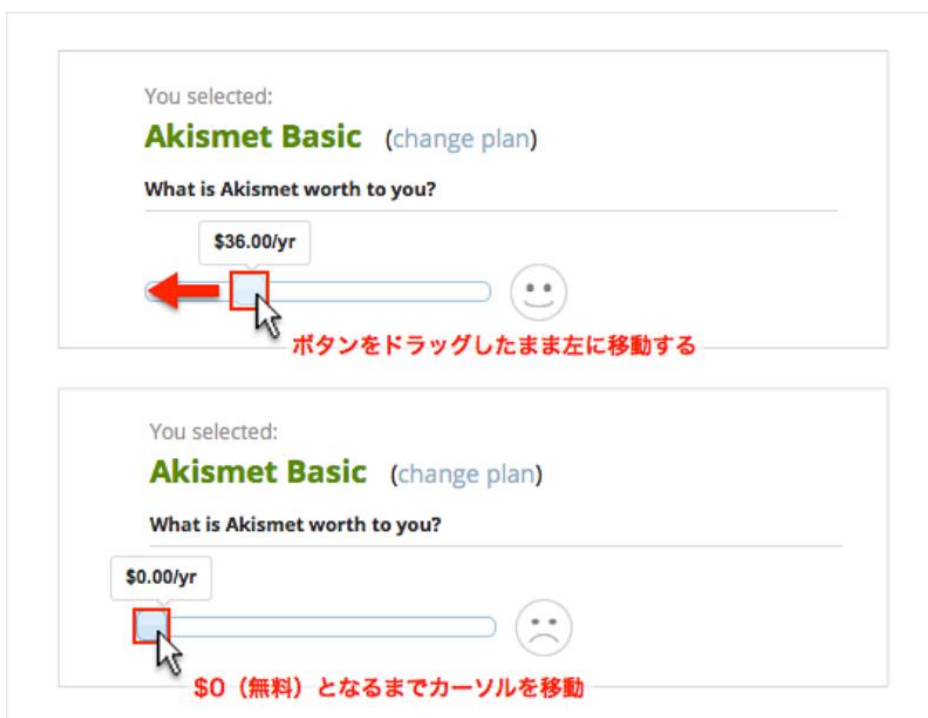 You selected:
Akismet Basic (change plan)
What is Akismet worth to you?
$36.00/yr
ボタンをドラッグしたまま左に移動する
You selected:
Akismet Basic (change plan)
What is Akismet worth to you?
$0.00/yr
$0（無料）となるまでカーソルを移動